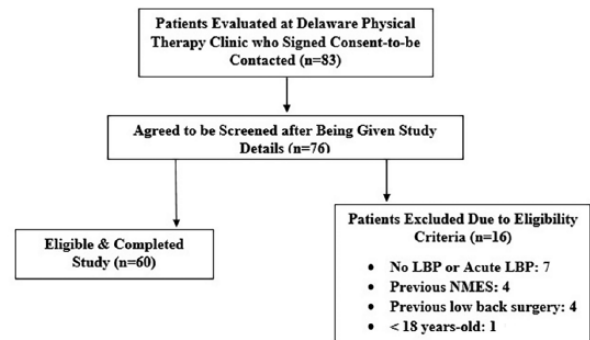 Patients Evaluated at Delaware Physical
Therapy Clinic who Signed Consent-to-be
Contacted (n=83)
Agreed to be Screened after Being Given Study
Details (n=76)
Eligible & Completed
Study (n=60)
Patients Excluded Due to Eligibility
Criteria (n=16)
• No LBP or Acute LBP: 7
• Previous NMES: 4
• Previous low back surgery: 4
• < 18 years-old: 1